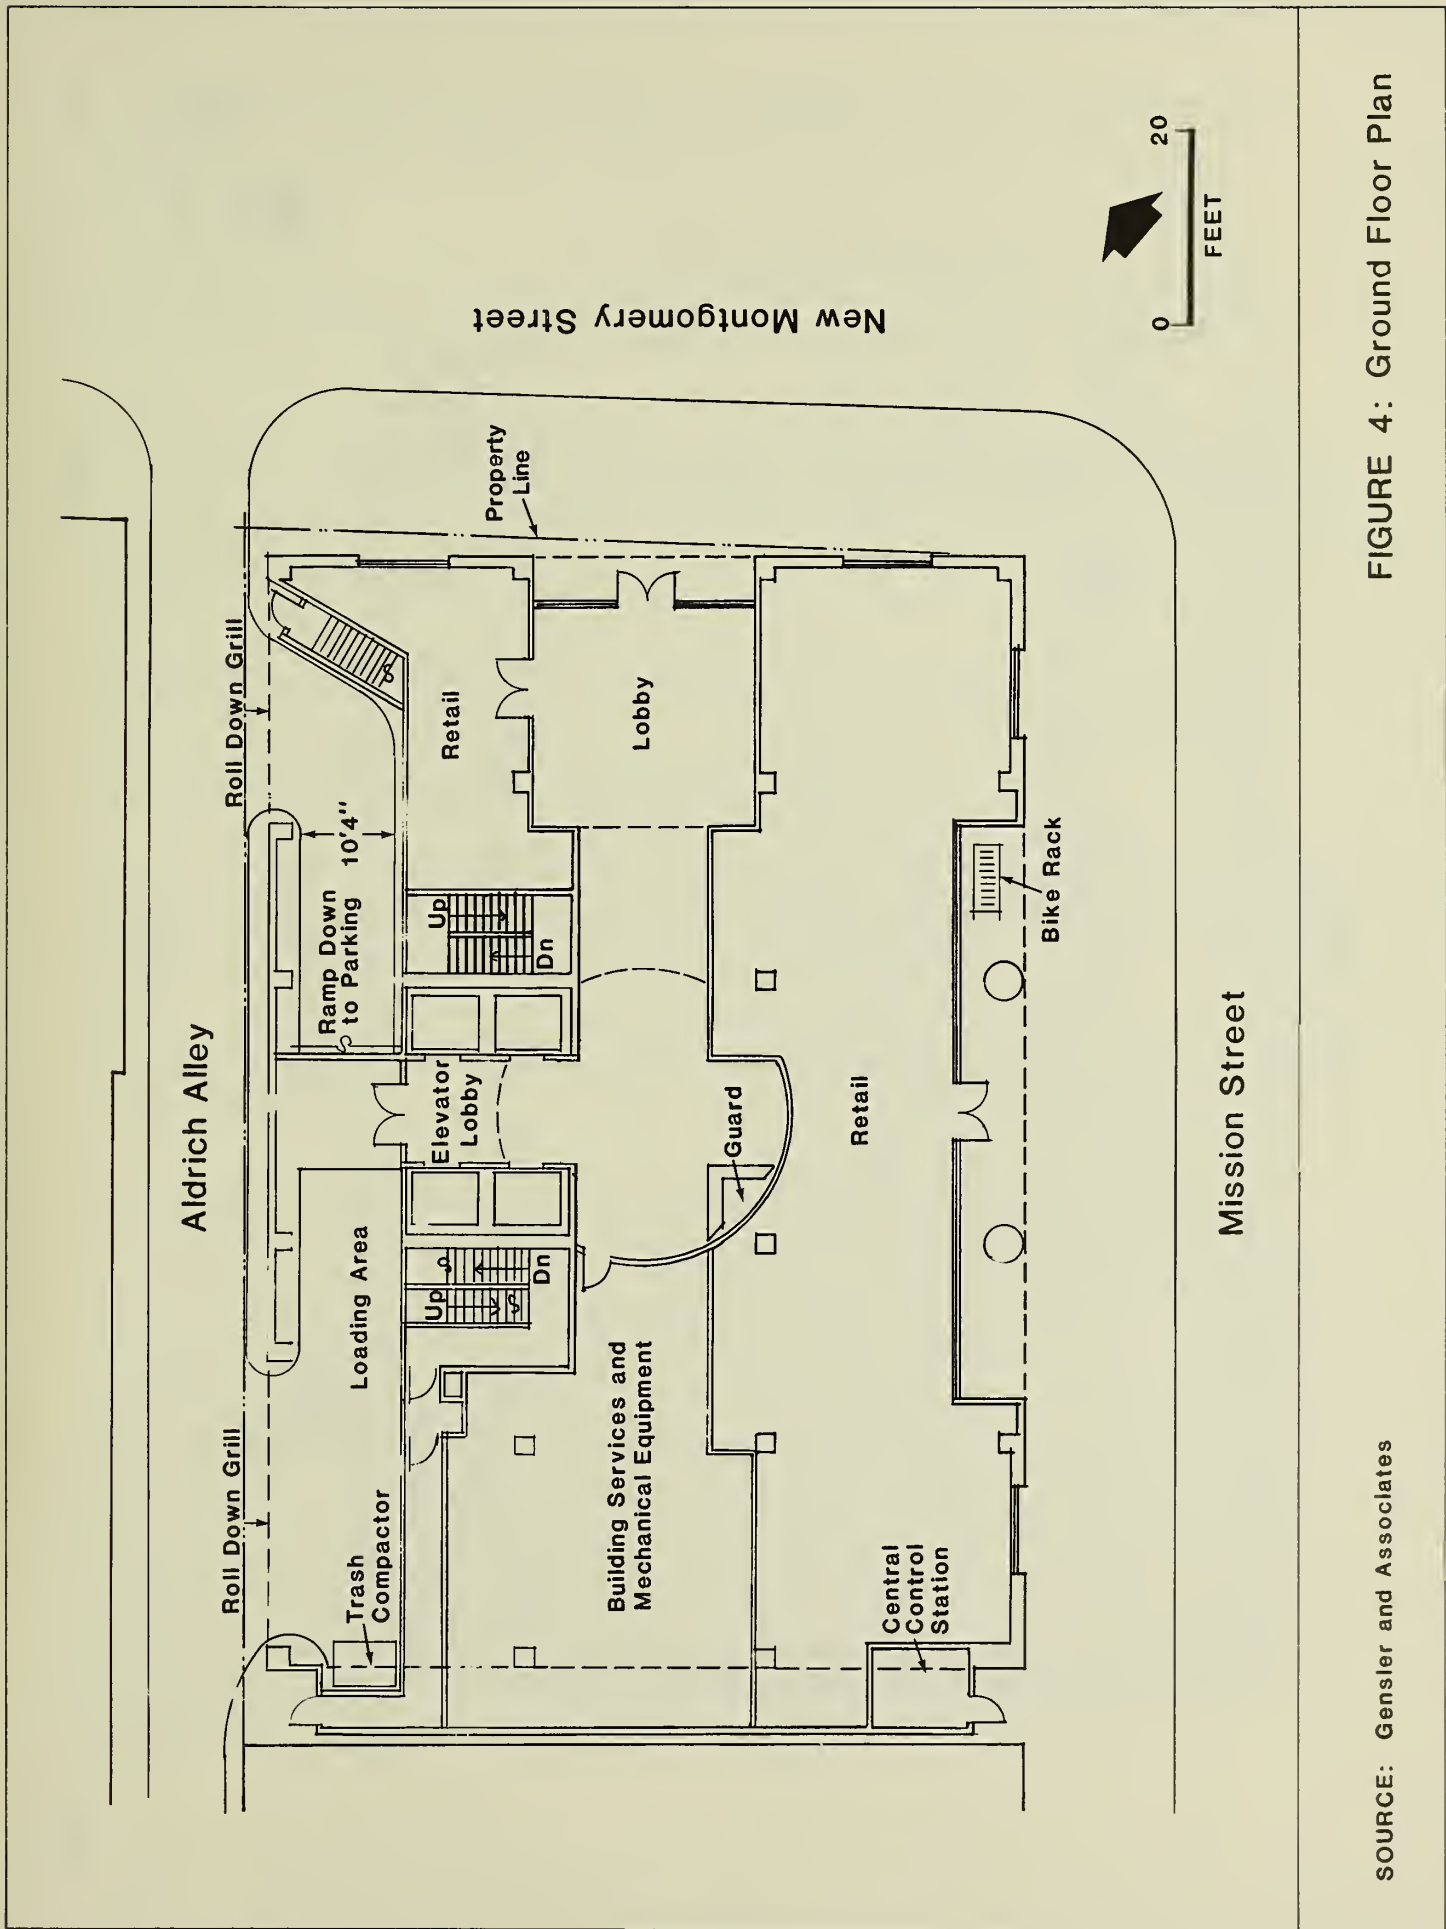 Aldrich Alley
Roll Down Grill
Roll Down Grill
Trash
Compactor
Loading Area
Ramp Down
to Parking
10'4"
Up
Dn
Elevator
Lobby
Up
Dn
Retail
Property
Line
New Montgomery Street
Building Services and
Mechanical Equipment
Guard
Lobby
Central
Control
Station
Retail
Bike Rack
Mission Street
0
20
FEET
SOURCE: Gensler and Associates
FIGURE 4: Ground Floor Plan